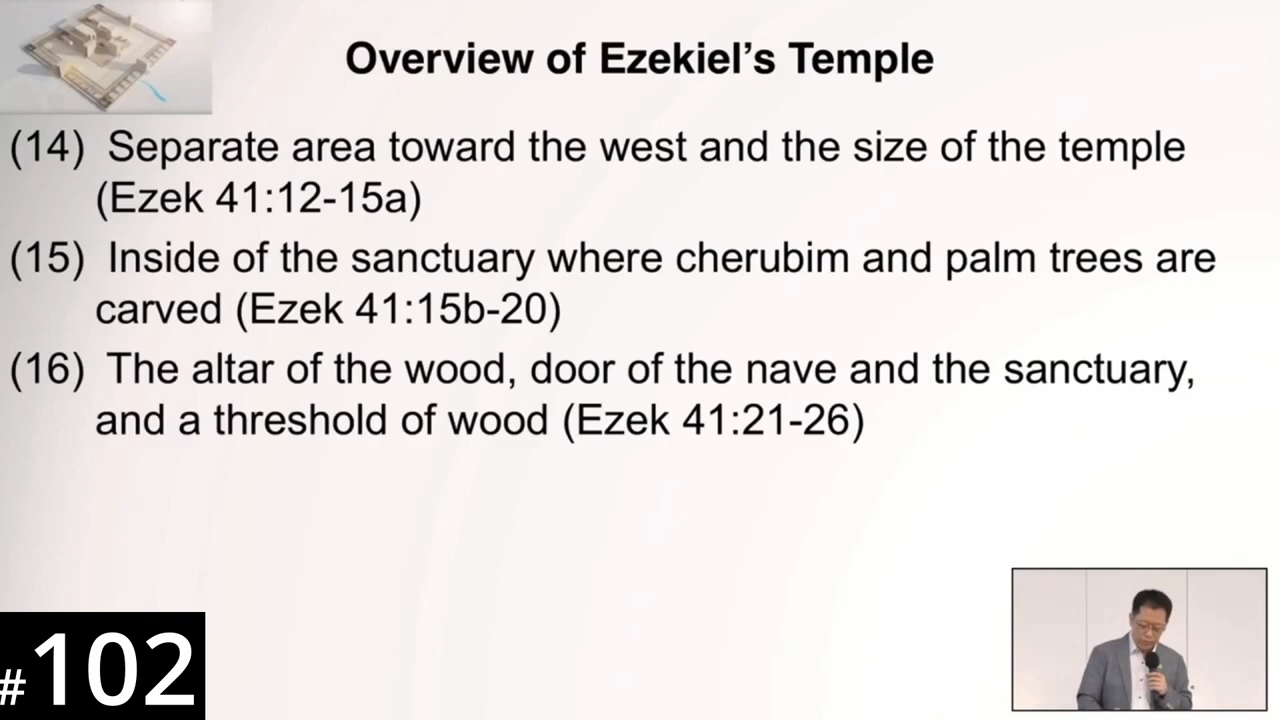 Overview of Ezekiel’s Temple
(14) Separate area toward the west and the size of the temple
(Ezek 41:12-15a)
(15) Inside of the sanctuary where cherubim and palm trees are
carved (Ezek 41:15b-20)
(16) The altar of the wood, door of the nave and the sanctuary,
and a threshold of wood (Ezek 41:21-26)
#102